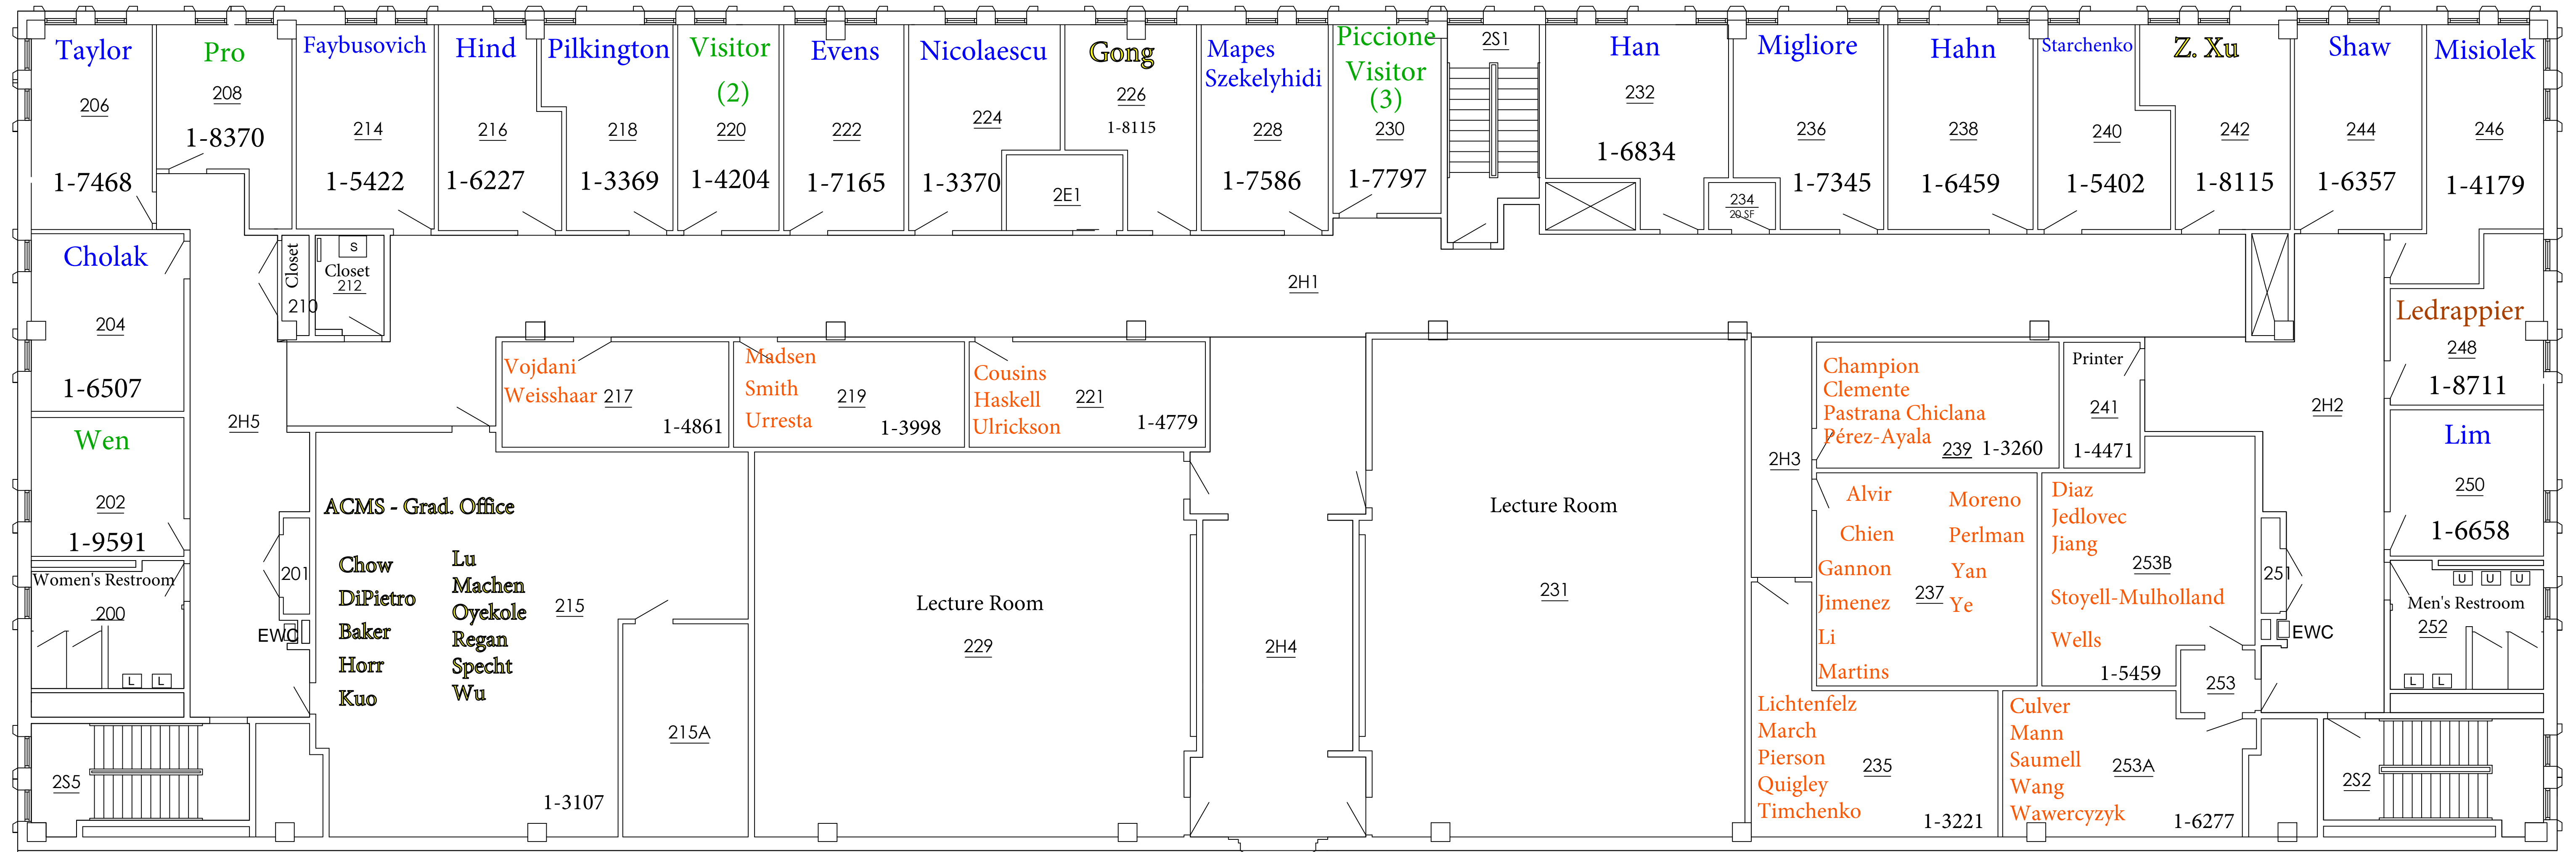 Taylor
206
1-7468
Pro
208
1-8370
Faybusovich
214
1-5422
Hind
216
1-6227
Pilkington
218
1-3369
Visitor
(2)
220
1-4204
Evens
222
1-7165
Nicolaescu
224
1-3370
2E1
Gong
226
1-8115
Mapes
Szekelyhidi
228
1-7586
Piccione
Visitor
(3)
230
1-7797
2S1
Han
232
1-6834
234
20 SF
Migliore
236
1-7345
Hahn
238
1-6459
Starchenko
240
1-5402
Z. Xu
242
1-8115
Shaw
244
1-6357
Misiolek
246
1-4179
Cholak
204
1-6507
Closet
210
S
Closet
212
2H1
Ledrappier
248
1-8711
Wen
202
1-9591
2H5
Vojdani
Weisshaar 217
1-4861
Madsen
Smith
Urresta
219
1-3998
Cousins
Haskell
Ulrickson
221
1-4779
Champion
Clemente
Pastrana Chiclana
Pérez-Ayala
239 1-3260
Printer
241
1-4471
2H3
2H2
Lim
250
1-6658
Women's Restroom
200
L L
201
EWC
2S5
ACMS - Grad. Office
Chow
DiPietro
Baker
Horr
Kuo
Lu
Machen
Oyekole
Regan
Specht
Wu
215
1-3107
215A
Lecture Room
229
2H4
Lecture Room
231
Alvir
Chien
Gannon
Jimenez
Li
Martins
Moreno
Perlman
Yan
Ye
237
Diaz
Jedlovec
Jiang
253B
Stoyell-Mulholland
Wells
1-5459
253
251
EWC
U U U
Men's Restroom
252
L L
Lichtenfelz
March
Pierson
Quigley
Timchenko
235
1-3221
Culver
Mann
Saumell
Wang
Wawercyzyk
253A
1-6277
2S2